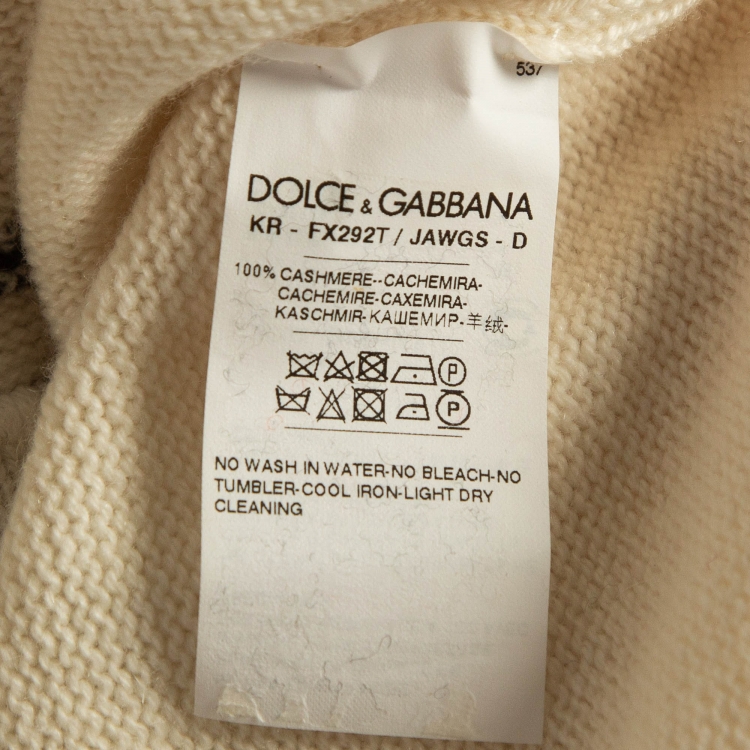 537
DOLCE & GABBANA
KR - FX292T / JAWGS - D
100% CASHMERE--CACHEMIRA-
CACHEMIRE-CAXEMIRA-
KASCHMIR-КАШЕМИР-羊绒-
P
P
NO WASH IN WATER-NO BLEACH-NO
TUMBLER-COOL IRON-LIGHT DRY
CLEANING